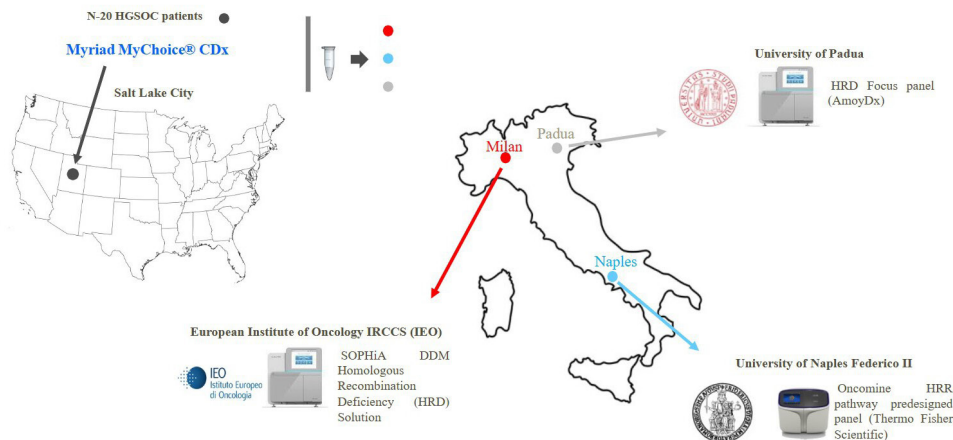 N-20 HGSOC patients
Myriad MyChoice® CDx
Salt Lake City
University of Padua
HRD Focus panel
(AmoyDx)
Padua
Milan
Naples
European Institute of Oncology IRCCS (IEO)
IEO
Istituto Europeo
di Oncologia
SOPHiA DDM
Homologous
Recombination
Deficiency (HRD)
Solution
University of Naples Federico II
Oncomine HRR
pathway predesigned
panel (Thermo Fisher
Scientific)